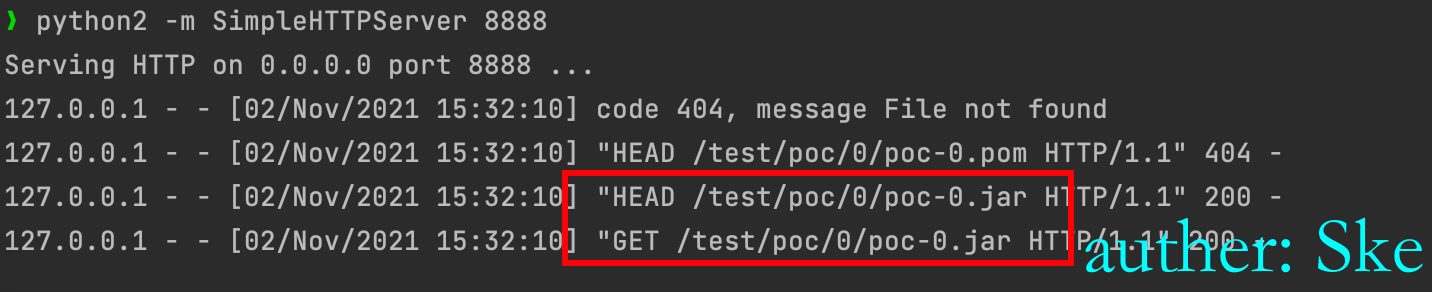 ❯ python2 -m SimpleHTTPServer 8888
Serving HTTP on 0.0.0.0 port 8888 ...
127.0.0.1 - - [02/Nov/2021 15:32:10] code 404, message File not found
127.0.0.1 - - [02/Nov/2021 15:32:10] "HEAD /test/poc/0/poc-0.pom HTTP/1.1" 404 -
127.0.0.1 - - [02/Nov/2021 15:32:10] "HEAD /test/poc/0/poc-0.jar HTTP/1.1" 200 -
127.0.0.1 - - [02/Nov/2021 15:32:10] "GET /test/poc/0/poc-0.jar HTTP/1.1" 200 -
auther: Ske